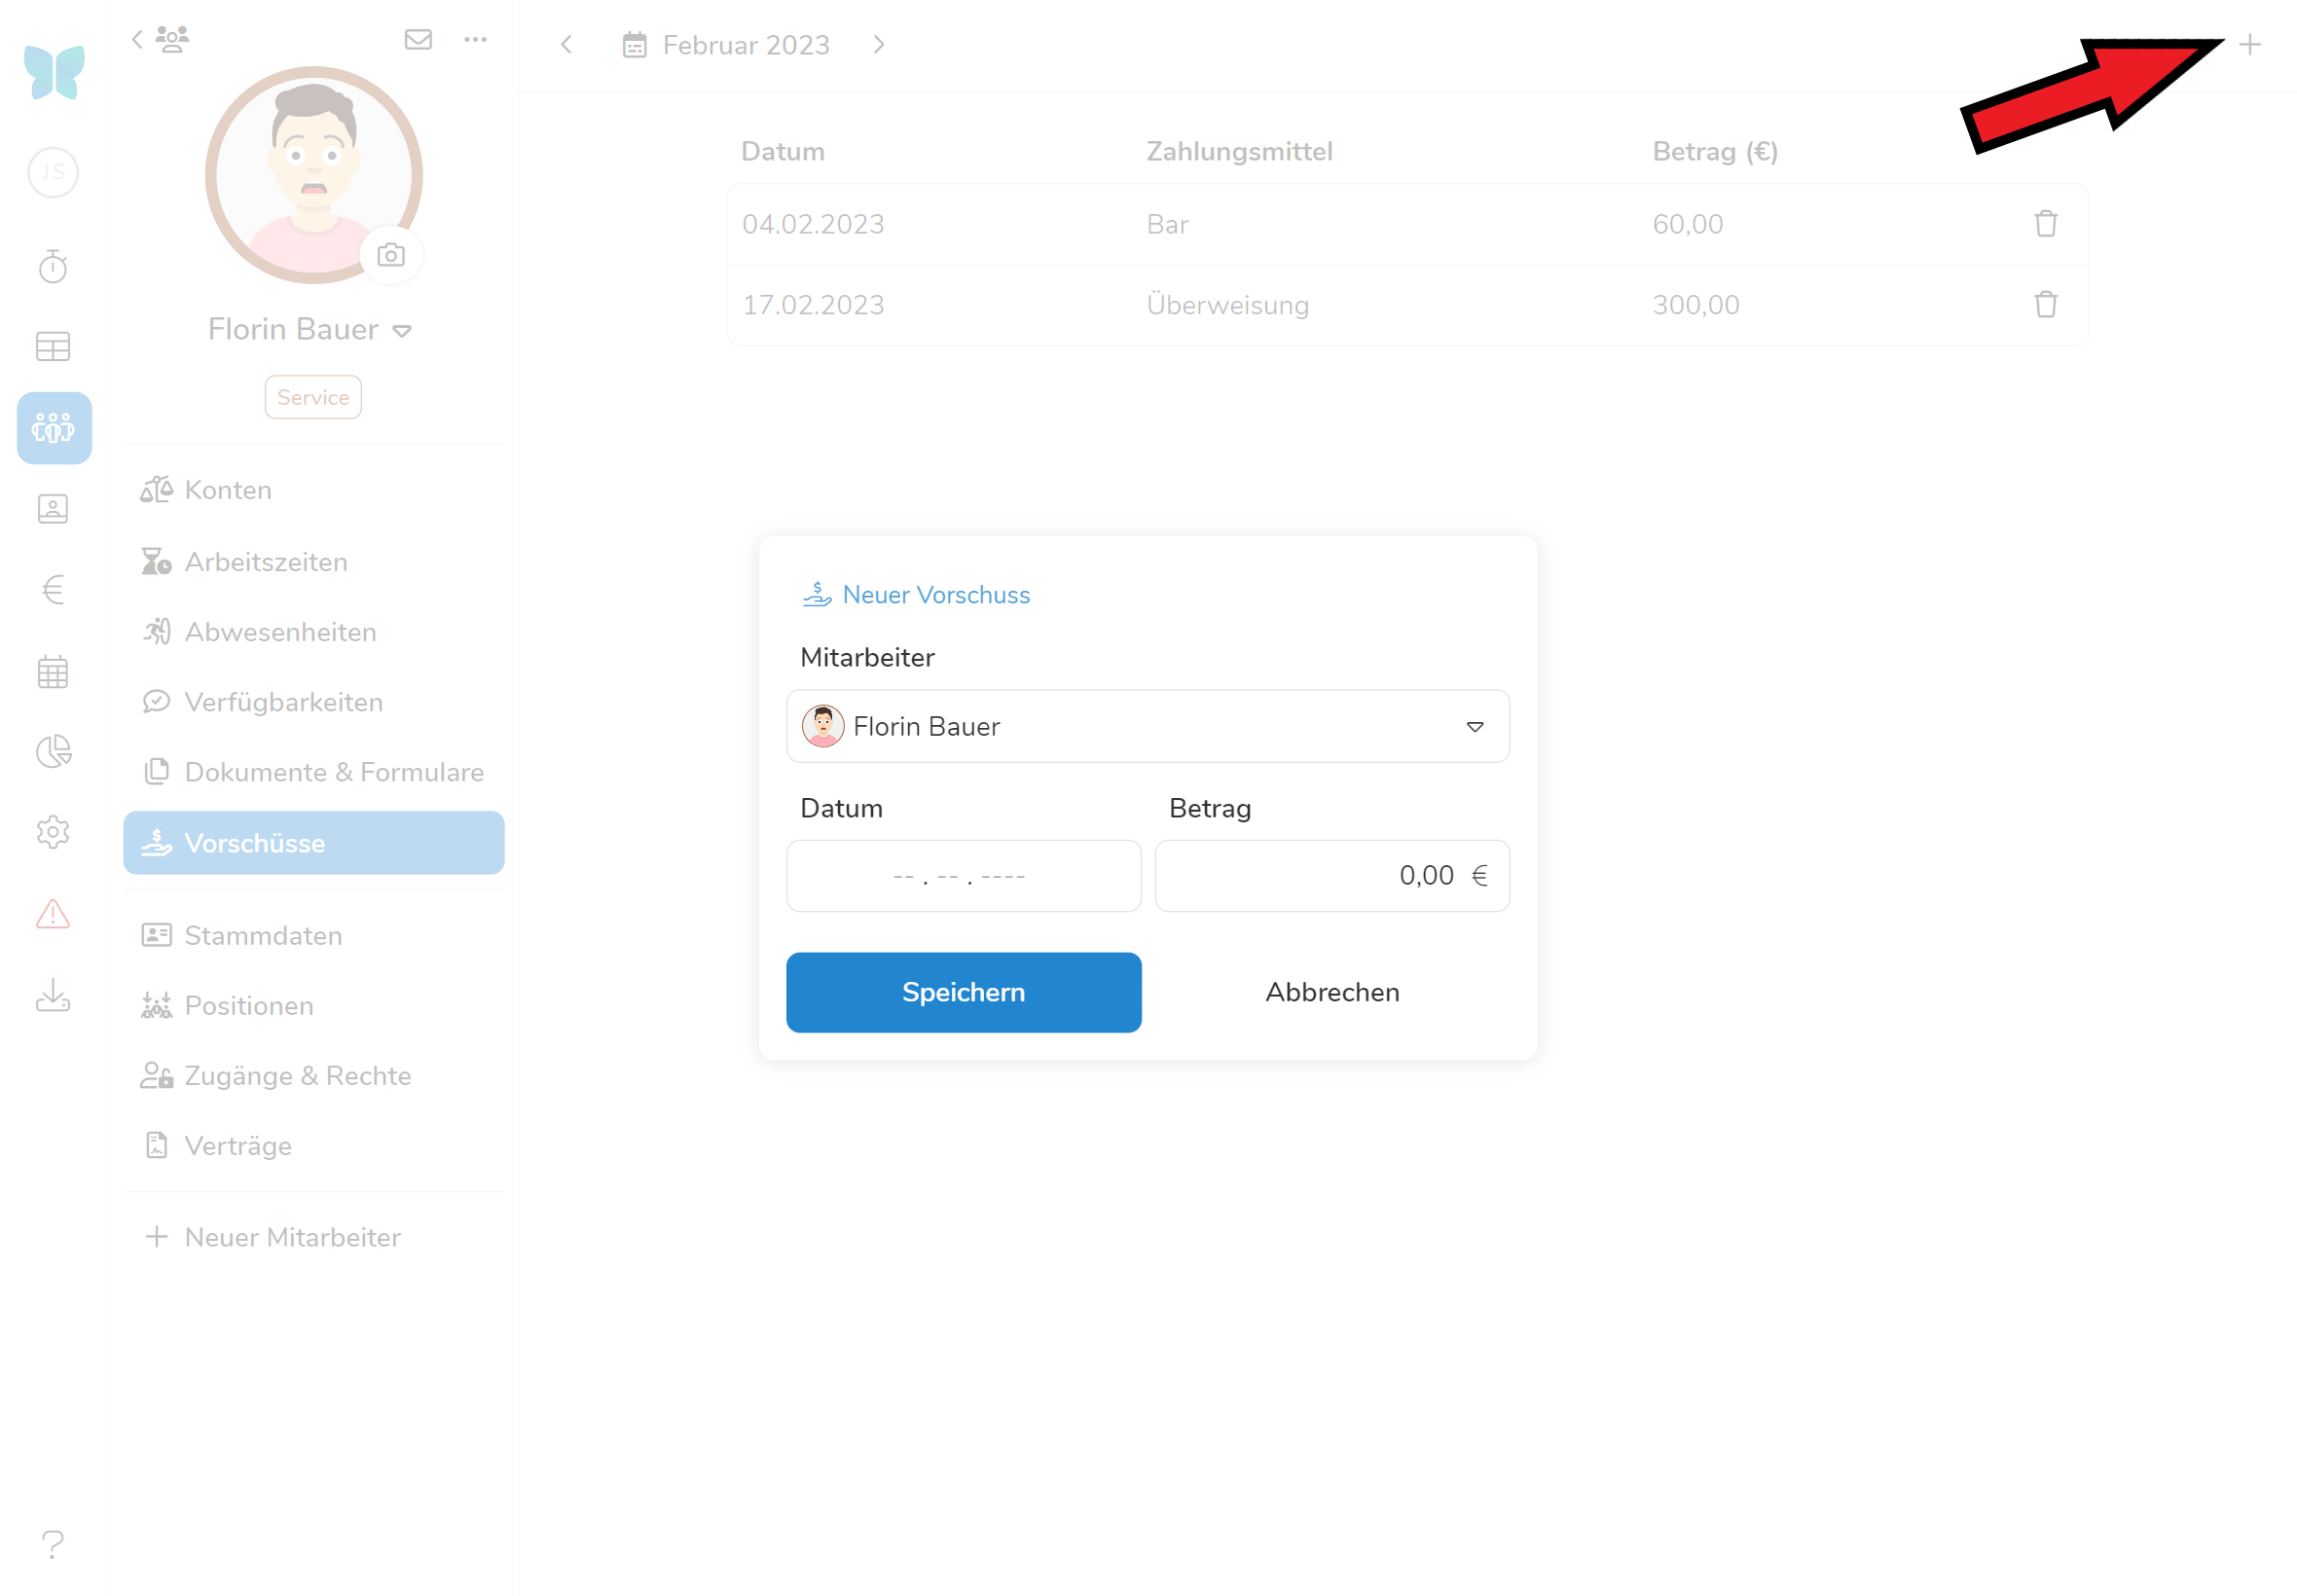 JS
Florin Bauer
Service
Konten
Arbeitszeiten
Abwesenheiten
Verfügbarkeiten
Dokumente & Formulare
Vorschüsse
Stammdaten
Positionen
Zugänge & Rechte
Verträge
Neuer Mitarbeiter
Februar 2023
Datum Zahlungsmittel Betrag (€)
04.02.2023 Bar 60,00
17.02.2023 Überweisung 300,00
Neuer Vorschuss
Mitarbeiter
Florin Bauer
Datum Betrag
-- . -- . ---- 0,00 €
Speichern Abbrechen